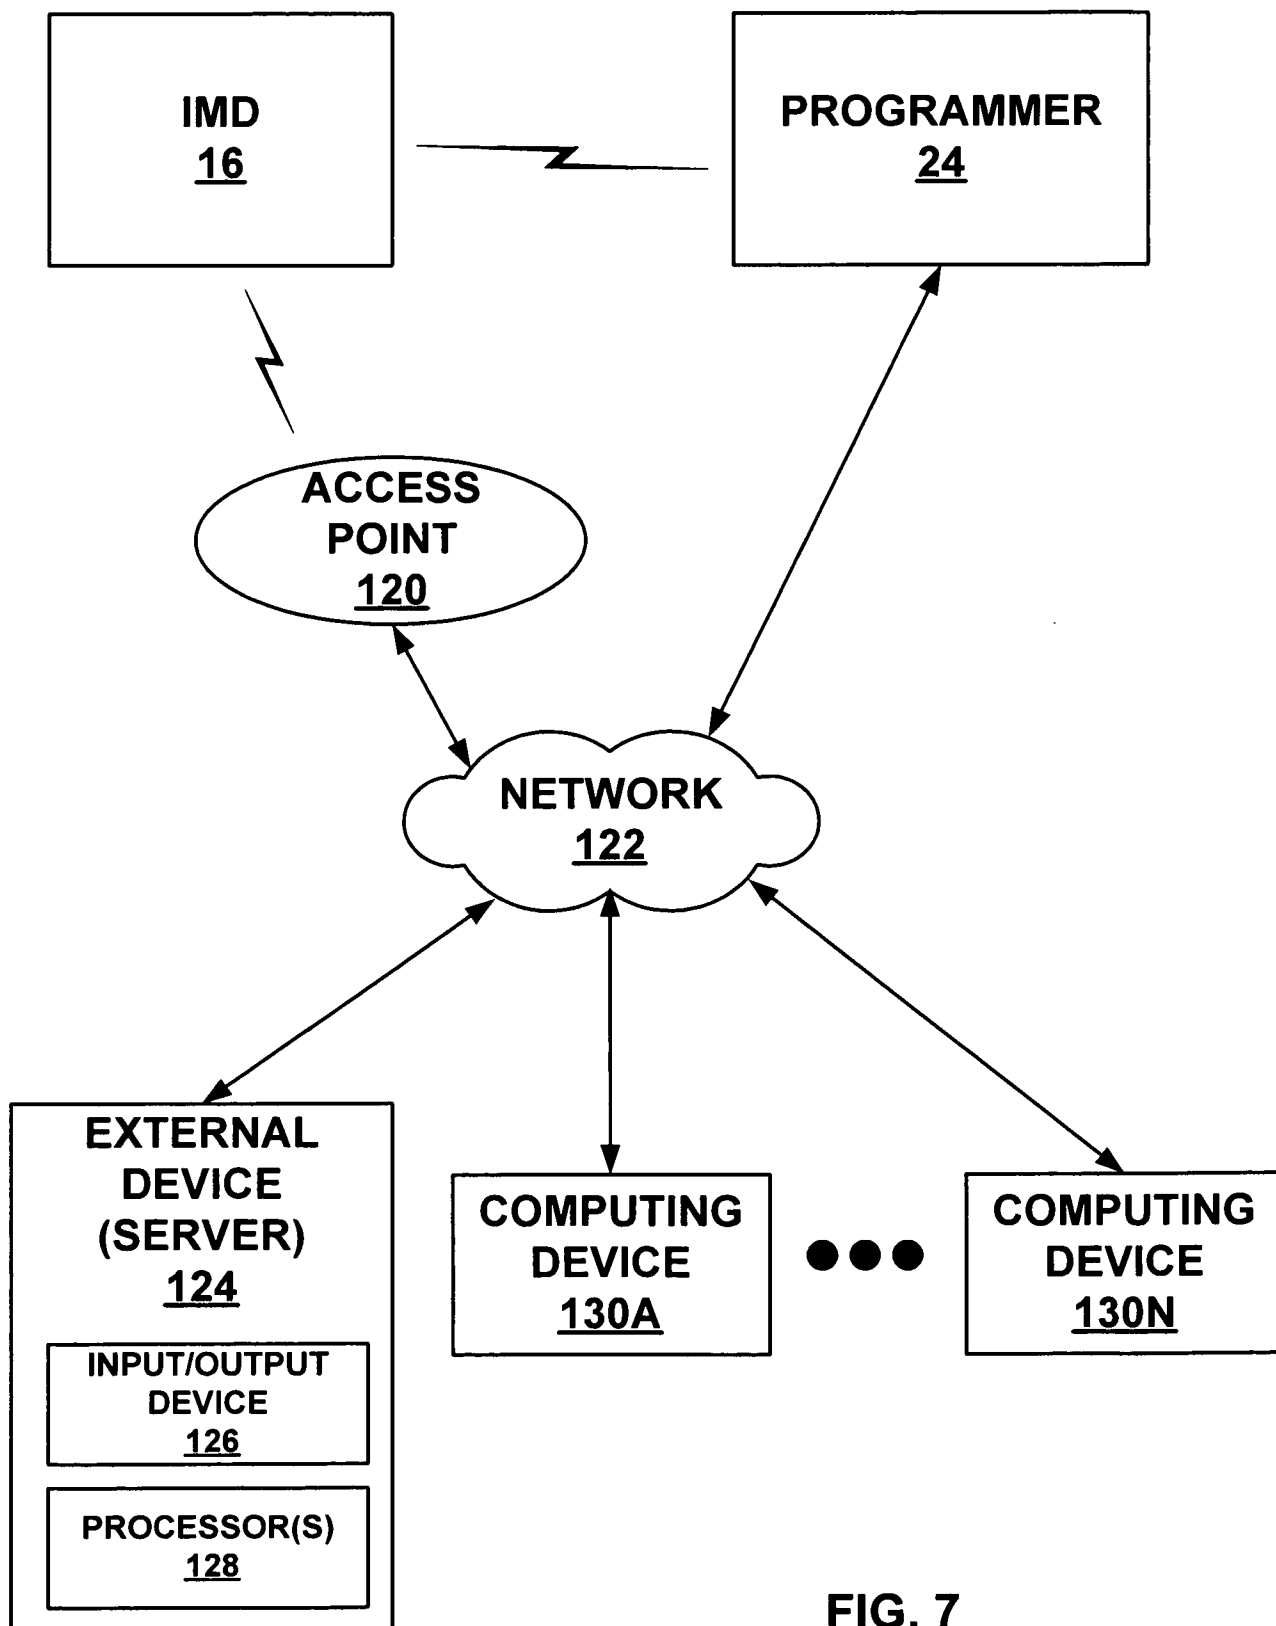 IMD
16
PROGRAMMER
24
ACCESS
POINT
120
NETWORK
122
EXTERNAL
DEVICE
(SERVER)
124
INPUT/OUTPUT
DEVICE
126
PROCESSOR(S)
128
COMPUTING
DEVICE
130A
COMPUTING
DEVICE
130N
FIG. 7